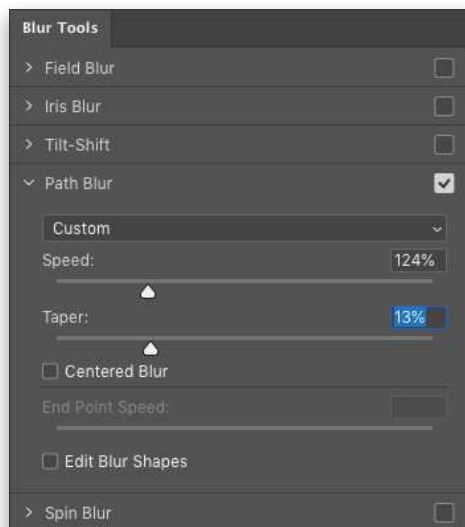 Blur Tools
Field Blur
Iris Blur
Tilt-Shift
Path Blur
Custom
Speed: 124%
Taper: 13%
Centered Blur
End Point Speed:
Edit Blur Shapes
Spin Blur